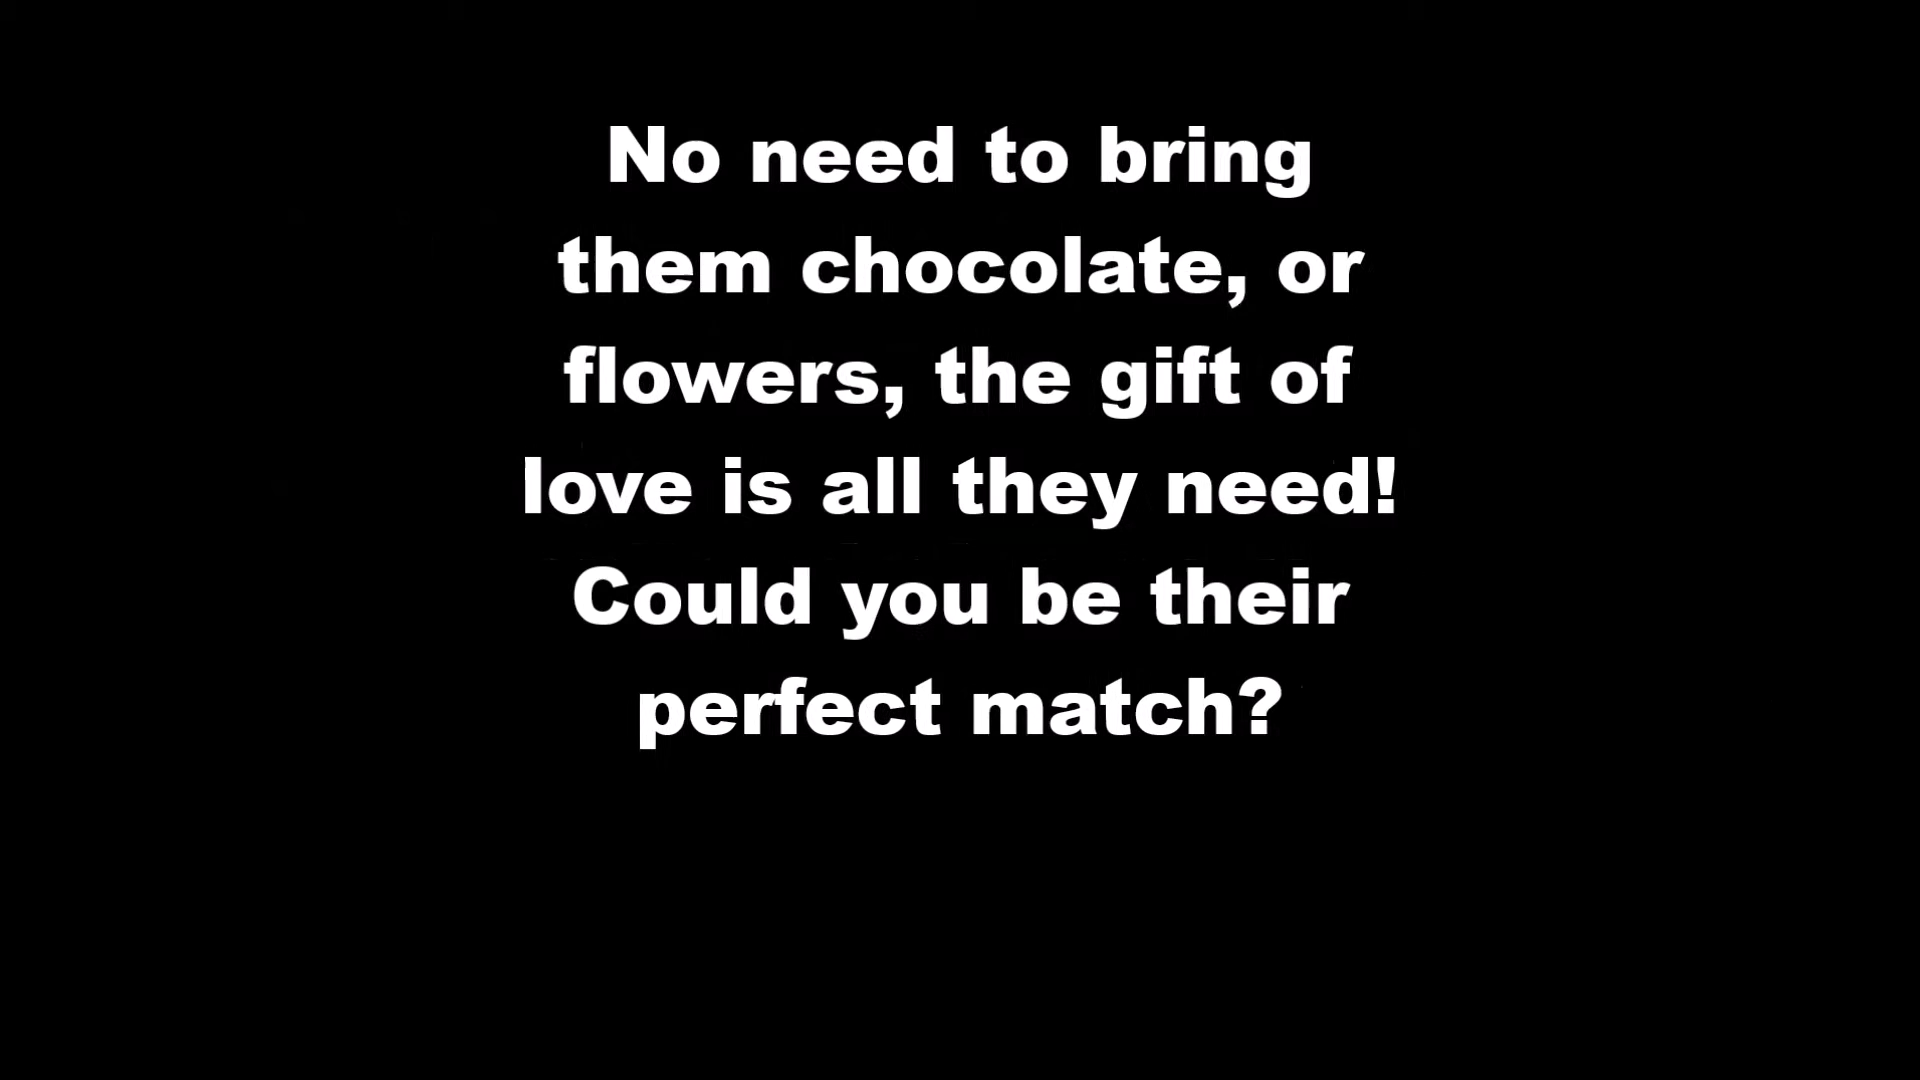 No need to bring
them chocolate, or
flowers, the gift of
love is all they need!
Could you be their
perfect match?